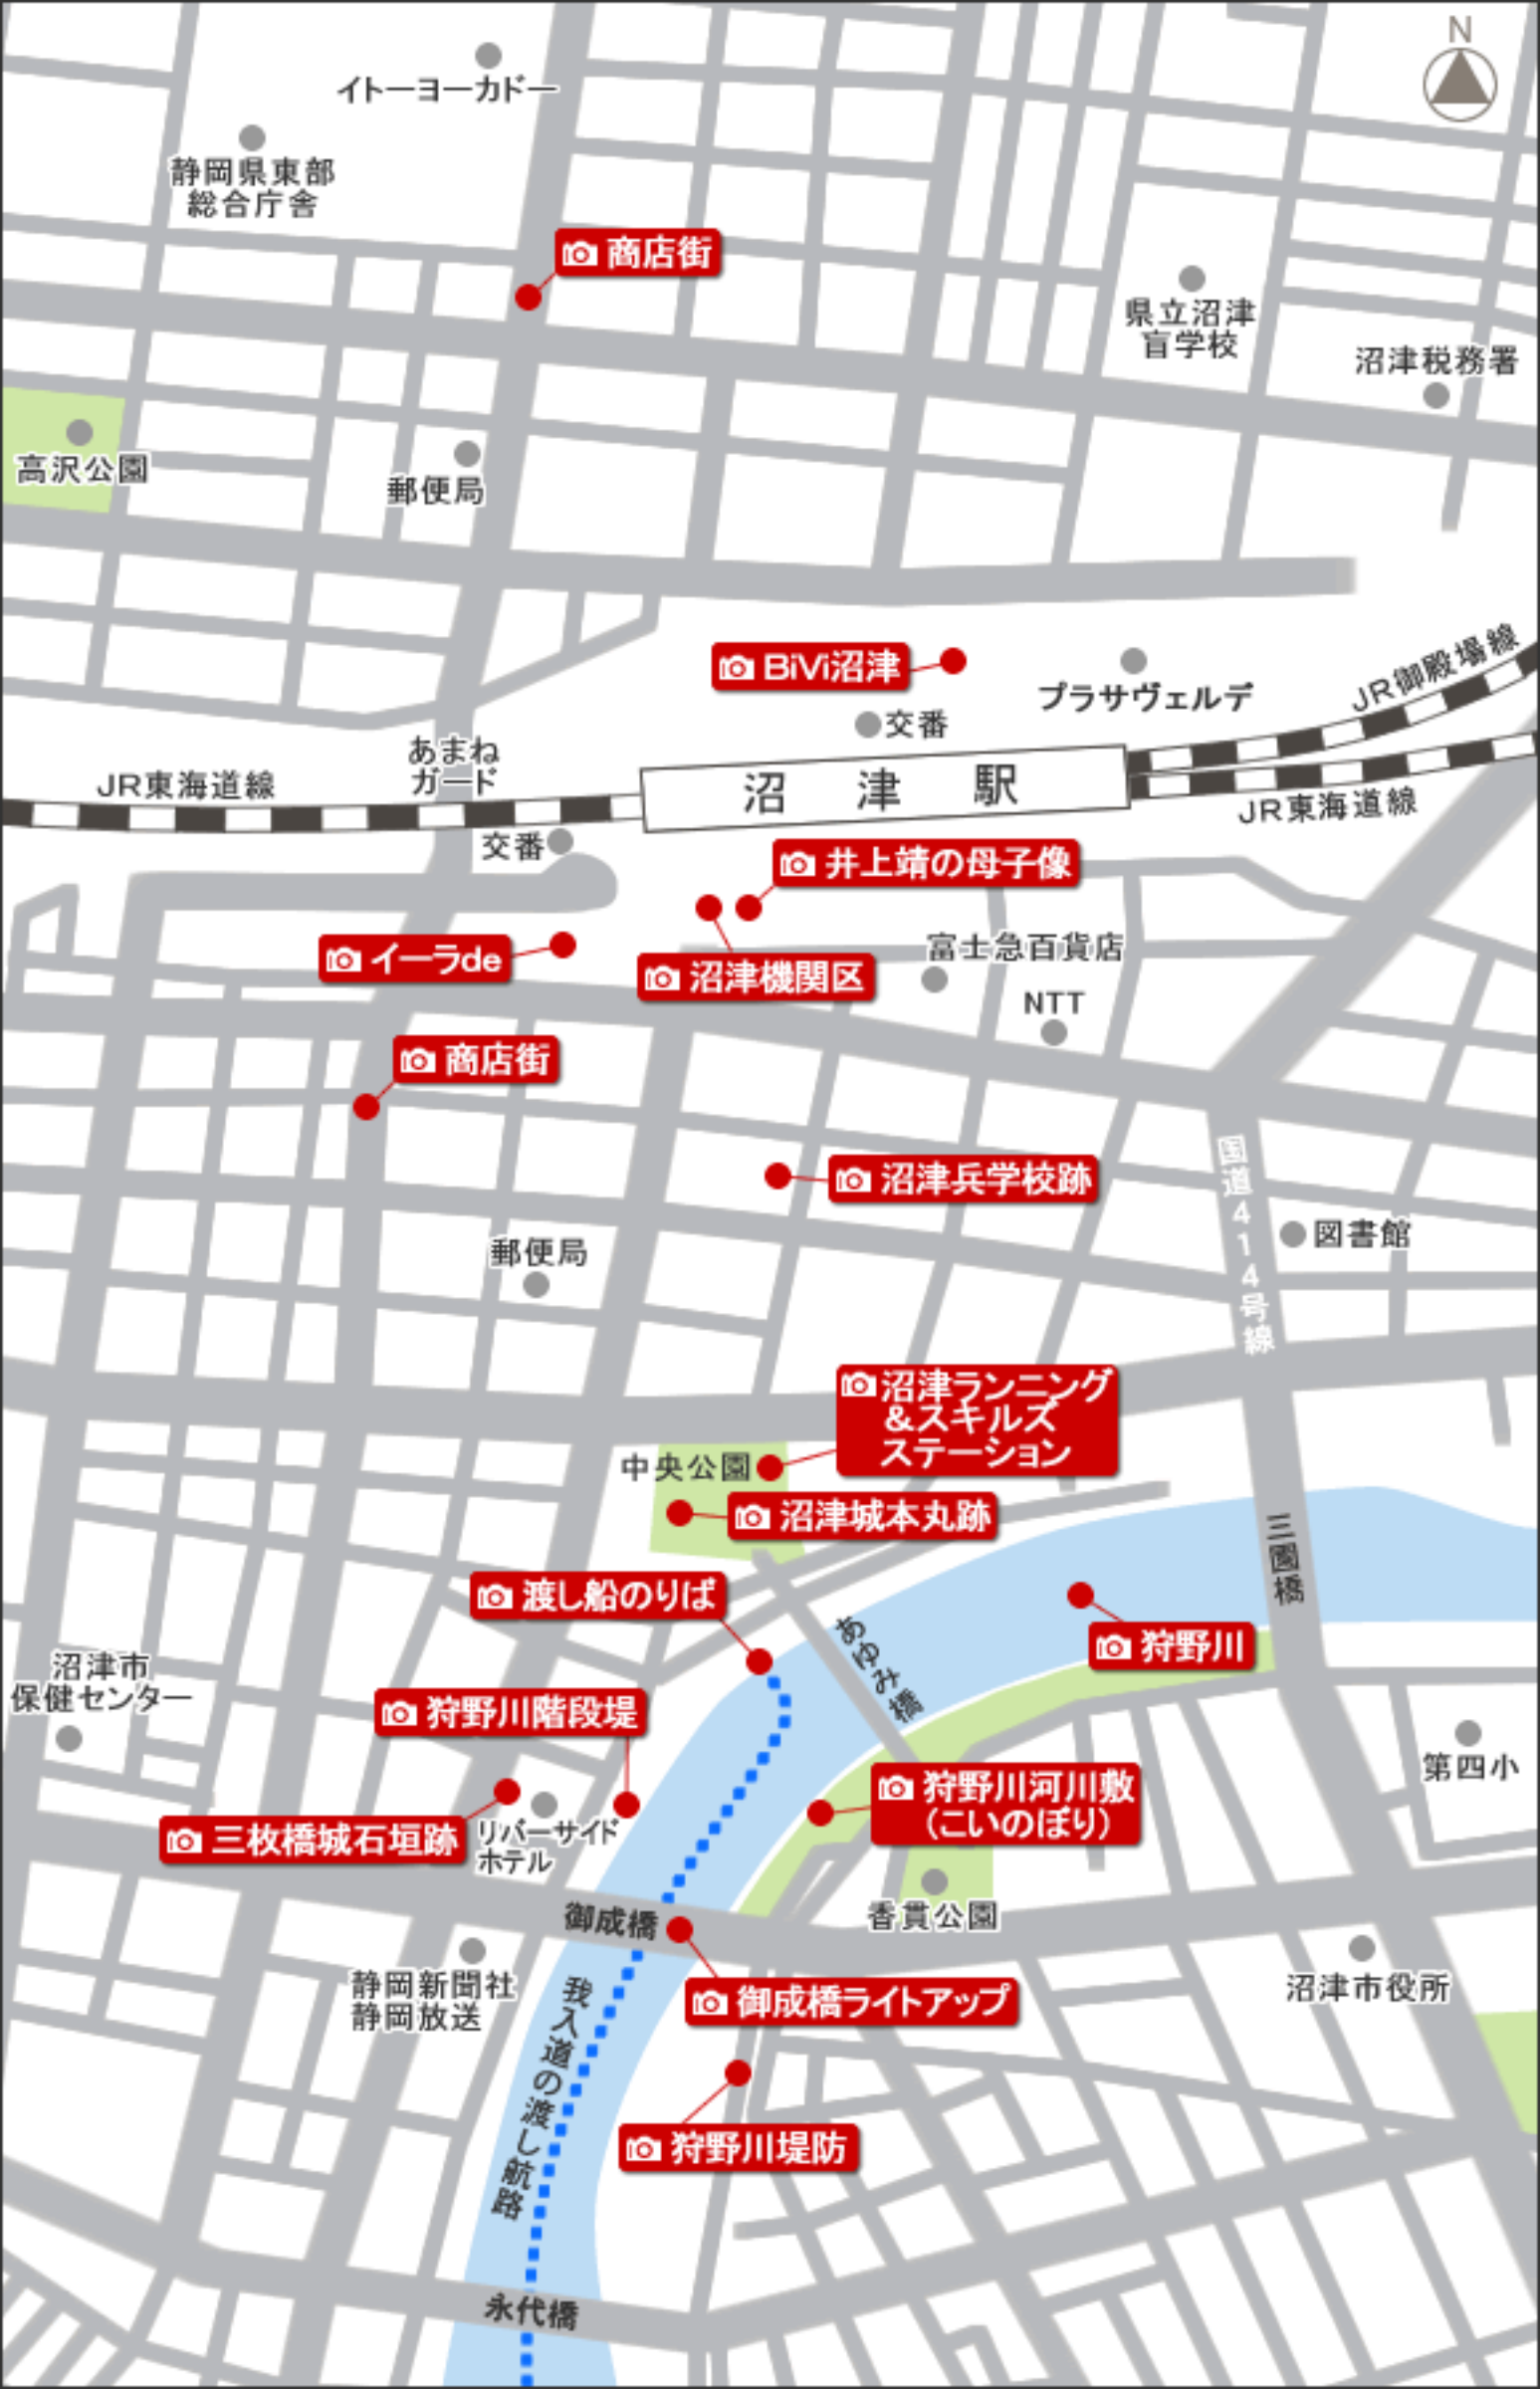 N
イトーヨーカドー
静岡県東部
総合庁舎
商店街
県立沼津
盲学校
沼津税務署
高沢公園
郵便局
BiVi沼津
プラサヴェルデ
JR御殿場線
交番
あまね
ガード
JR東海道線
沼津駅
JR東海道線
交番
井上靖の母子像
イーラde
沼津機関区
富士急百貨店
NTT
商店街
国道414号線
沼津兵学校跡
図書館
郵便局
沼津ランニング
&スキルズ
ステーション
中央公園
沼津城本丸跡
三園橋
渡し船のりば
あゆみ橋
狩野川
沼津市
保健センター
狩野川階段堤
第四小
狩野川河川敷
(こいのぼり)
三枚橋城石垣跡
リバーサイド
ホテル
香貫公園
御成橋
静岡新聞社
静岡放送
沼津市役所
御成橋ライトアップ
我入道の渡し航路
狩野川堤防
永代橋